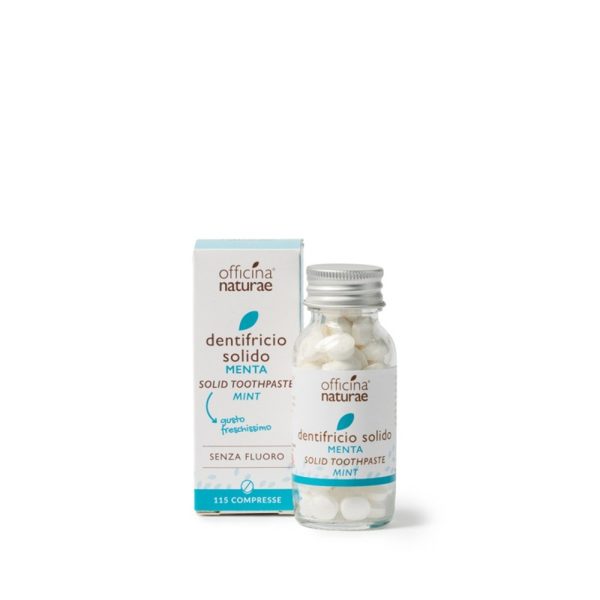 officina
naturae
dentifricio
solido
MENTA
SOLID TOOTHPASTE
MINT
gusto
freschissimo
SENZA FLUORO
115 COMPRESSE
officina
naturae
dentifricio solido
MENTA
SOLID TOOTHPASTE
MINT